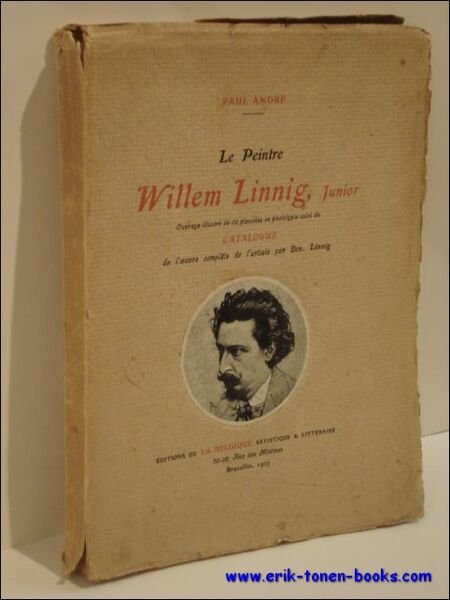 PAUL ANDRÉ
Le Peintre
Willem Linnig, Junior
Ouvrage illustré de 22 planches en phototypie suivi du
CATALOGUE
de l'œuvre complète de l'artiste par Ben. Linnig
EDITIONS DE LA BELGIQUE ARTISTIQUE & LITTÉRAIRE
26-28, Rue des Minimes
Bruxelles, 1907
www.erik-tonen-books.com